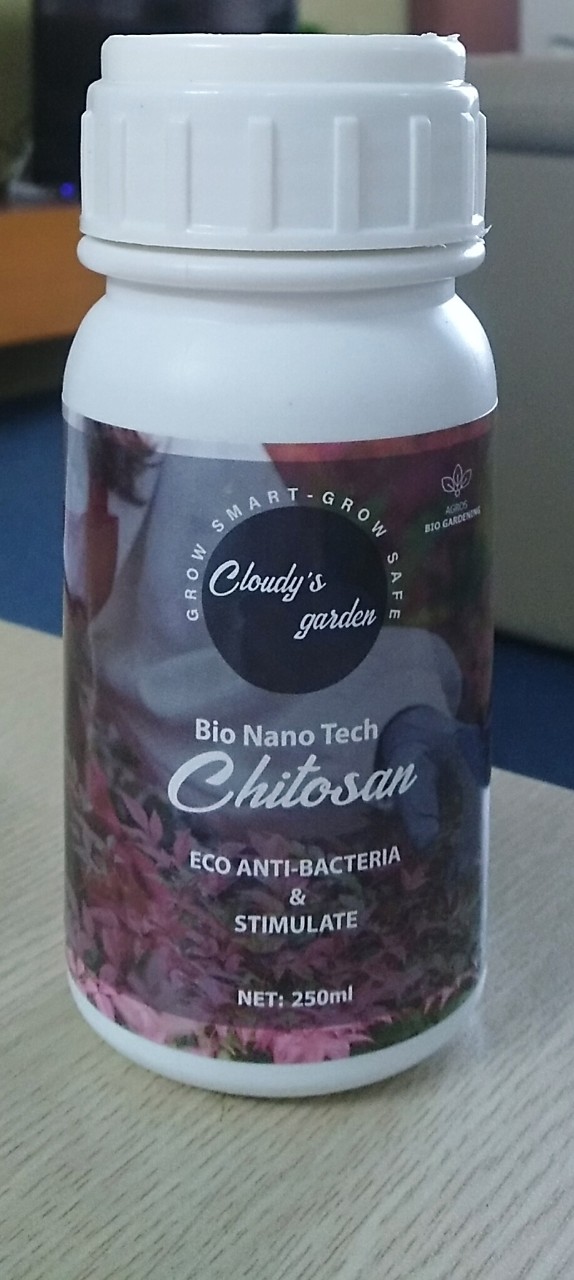 AGROS
BIO GARDENING
GROW SMART-GROW SAFE
Cloudy's
garden
Bio Nano Tech
Chitosan
ECO ANTI-BACTERIA
&
STIMULATE
NET: 250ml